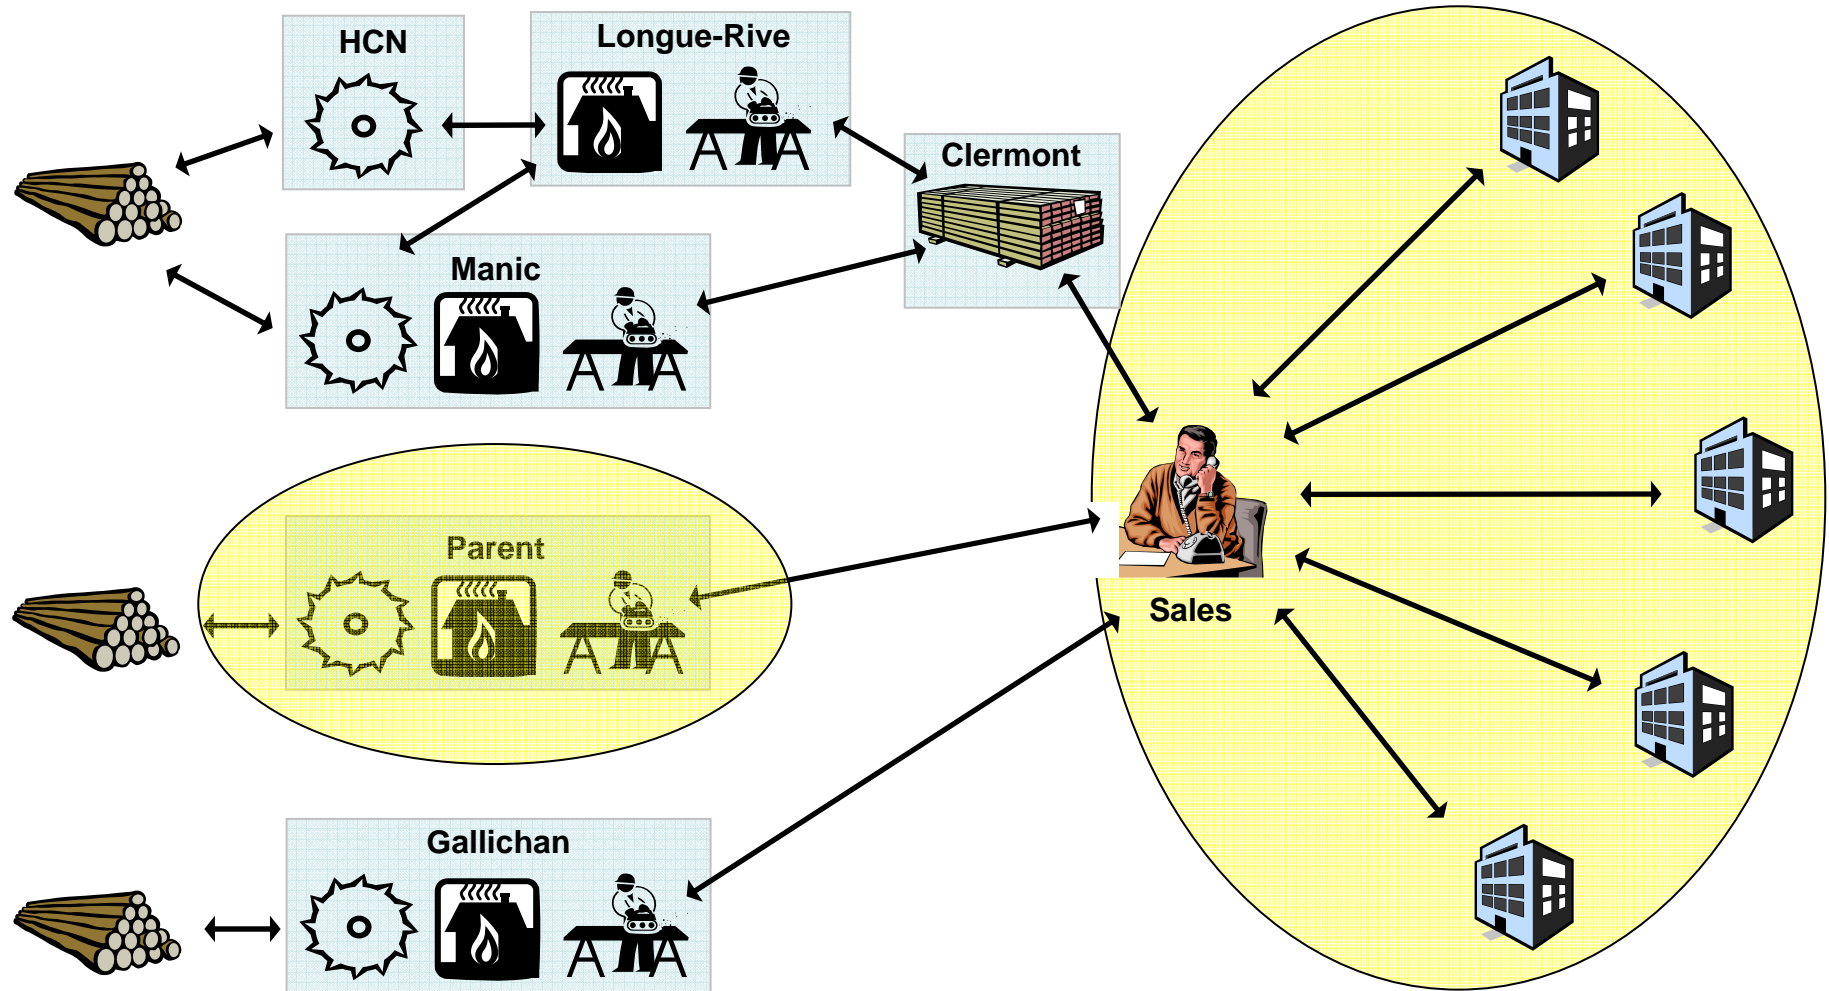 HCN
Longue-Rive
Clermont
Manic
Parent
Sales
Gallichan